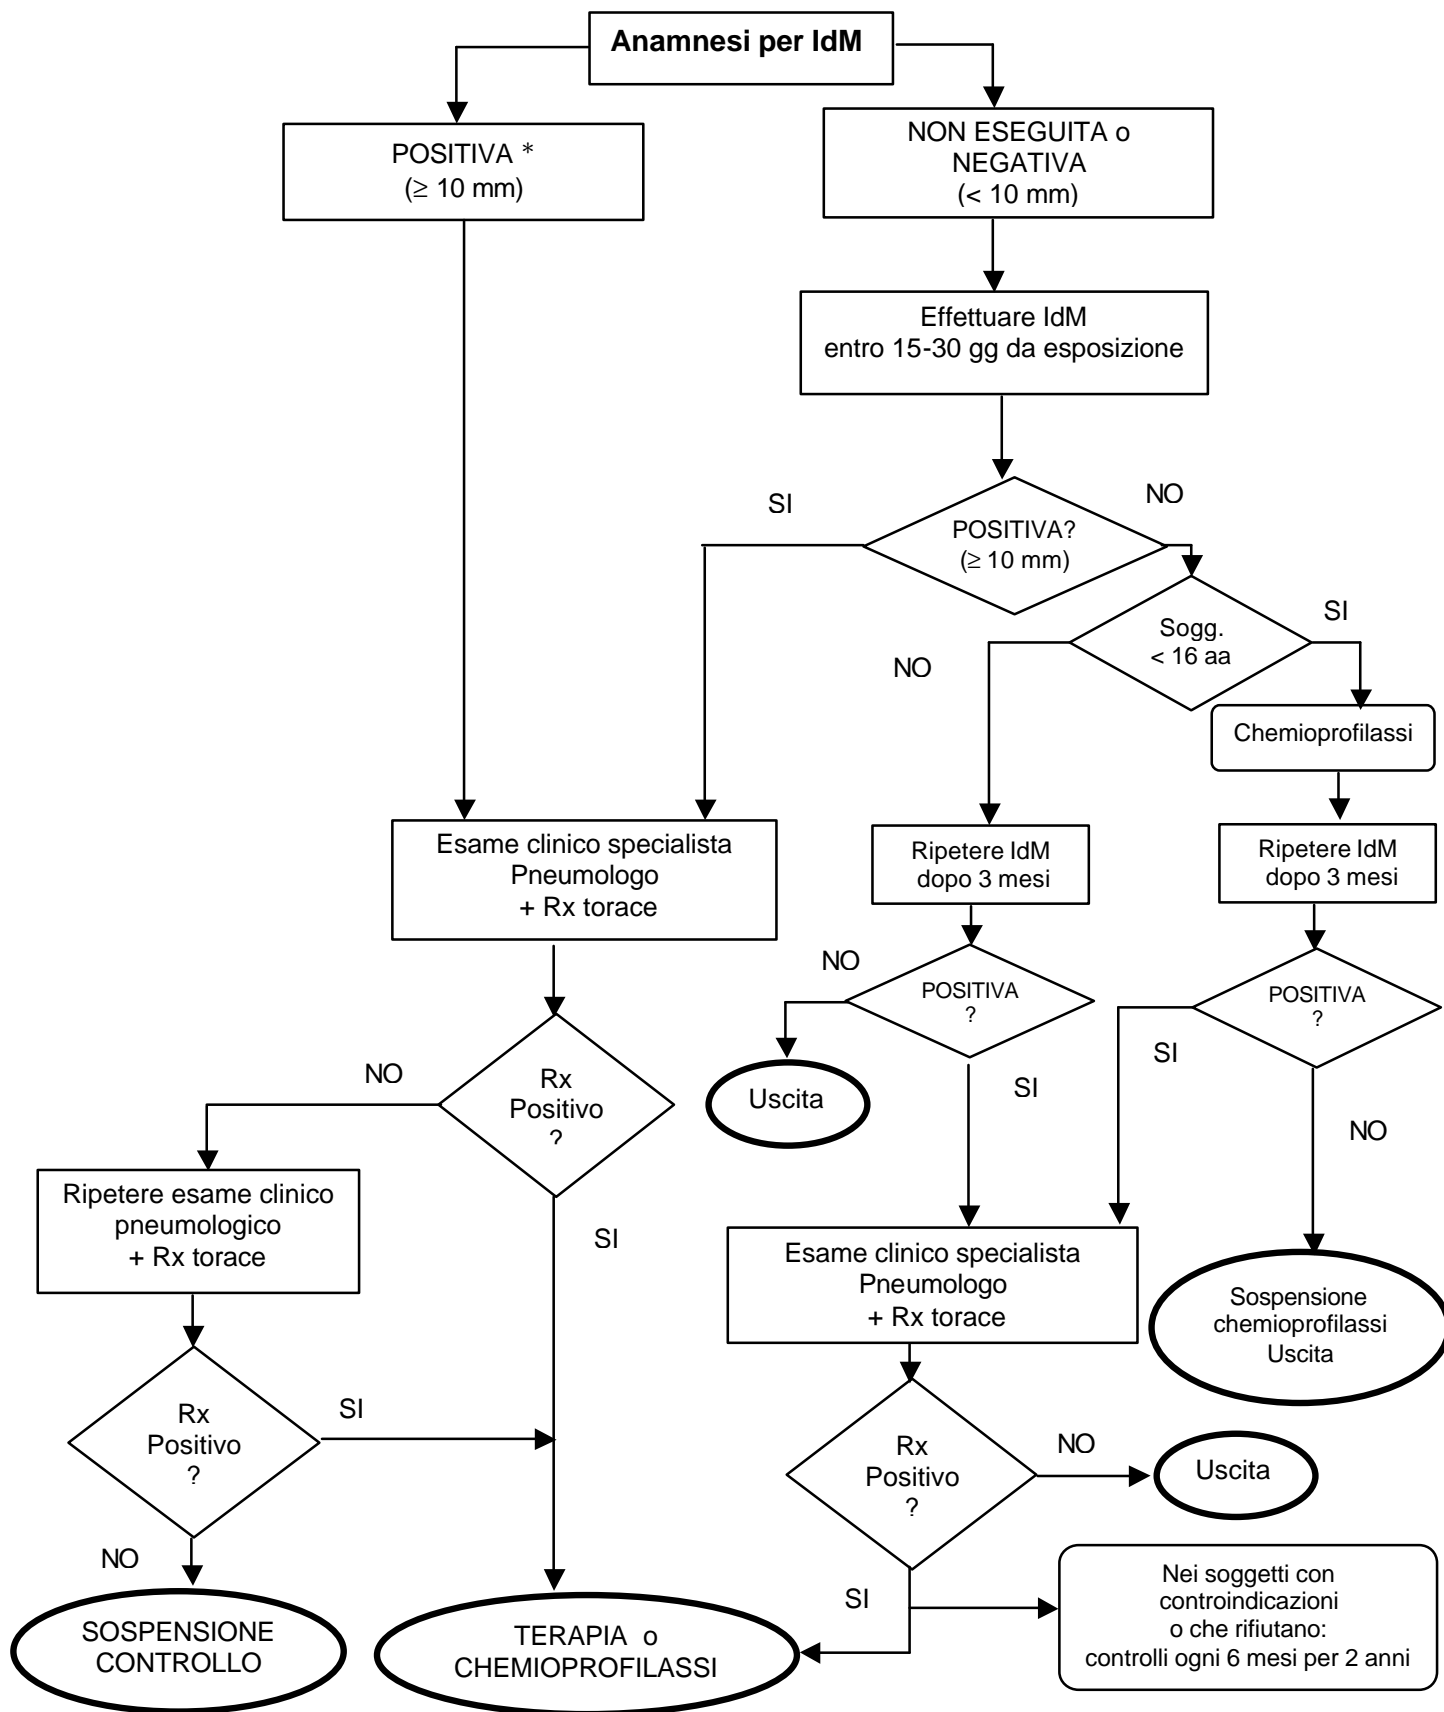 Anamnesi per IdM
POSITIVA *
(≥ 10 mm)
NON ESEGUITA o
NEGATIVA
(< 10 mm)
Effettuare IdM
entro 15-30 gg da esposizione
SI
NO
POSITIVA?
(≥ 10 mm)
NO
Sogg.
< 16 aa
SI
Chemioprofilassi
Esame clinico specialista
Pneumologo
+ Rx torace
Ripetere IdM
dopo 3 mesi
Ripetere IdM
dopo 3 mesi
NO
POSITIVA
?
POSITIVA
?
SI
SI
NO
Uscita
NO
Rx
Positivo
?
SI
Ripetere esame clinico
pneumologico
+ Rx torace
Esame clinico specialista
Pneumologo
+ Rx torace
Sospensione
chemioprofilassi
Uscita
Rx
Positivo
?
SI
NO
Rx
Positivo
?
NO
Uscita
SI
SOSPENSIONE
CONTROLLO
TERAPIA o
CHEMIOPROFILASSI
Nei soggetti con
controindicazioni
o che rifiutano:
controlli ogni 6 mesi per 2 anni